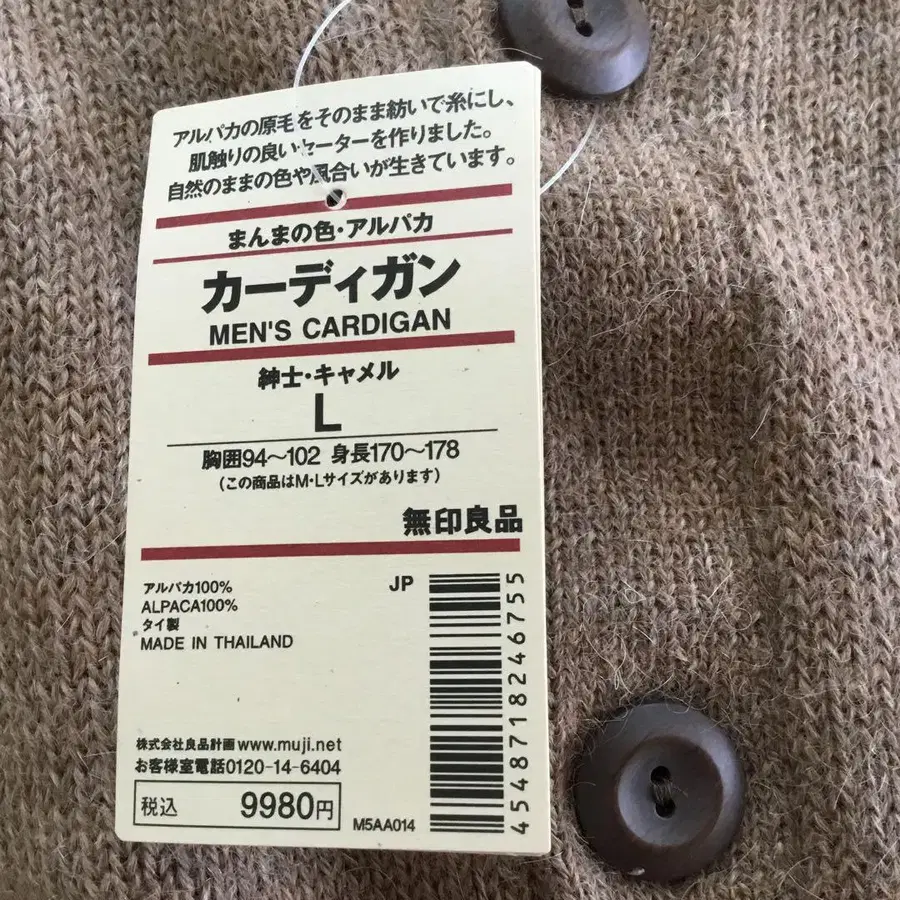 アルパカの原毛をそのまま紡いで糸にし、
肌触りの良いセーターを作りました。
自然のままの色や風合いが生きています。
まんまの色・アルパカ
カーディガン
MEN'S CARDIGAN
紳士・キャメル
L
胸囲94〜102 身長170〜178
(この商品はM・Lサイズがあります)
無印良品
アルパカ100%
ALPACA100%
タイ製
MADE IN THAILAND
JP
4548718246755
株式会社良品計画 www.muji.net
お客様室電話0120-14-6404
税込 9980円
M5AA014